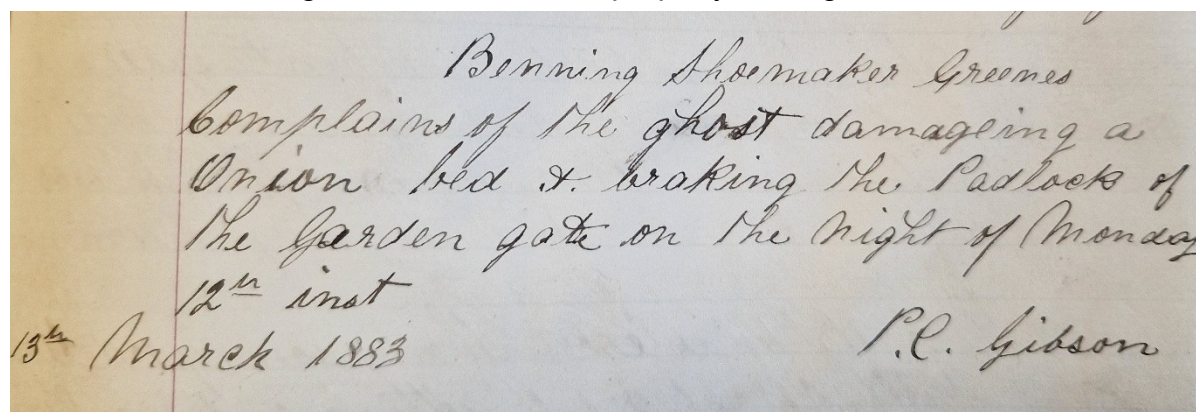 Benning Shoemaker Greenes
Complains of the ghost damageing a
Onion bed &. braking the Padlock of
the Garden gate on the night of Monday
12th inst
13th March 1883 P.C. Gibson